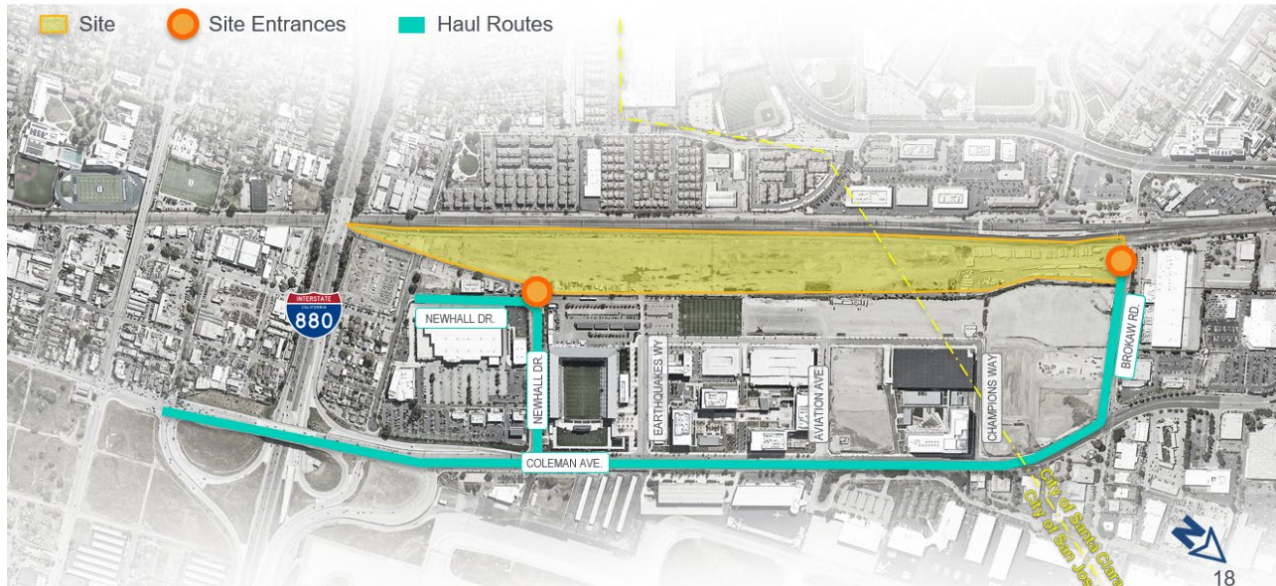 Site
Site Entrances
Haul Routes
INTERSTATE
CALIFORNIA
880
NEWHALL DR.
NEWHALL DR.
EARTHQUAKES WY
AVIATION AVE.
CHAMPIONS WAY
BROKAW RD.
COLEMAN AVE.
City of Santa Clara
City of San Jos
N
18